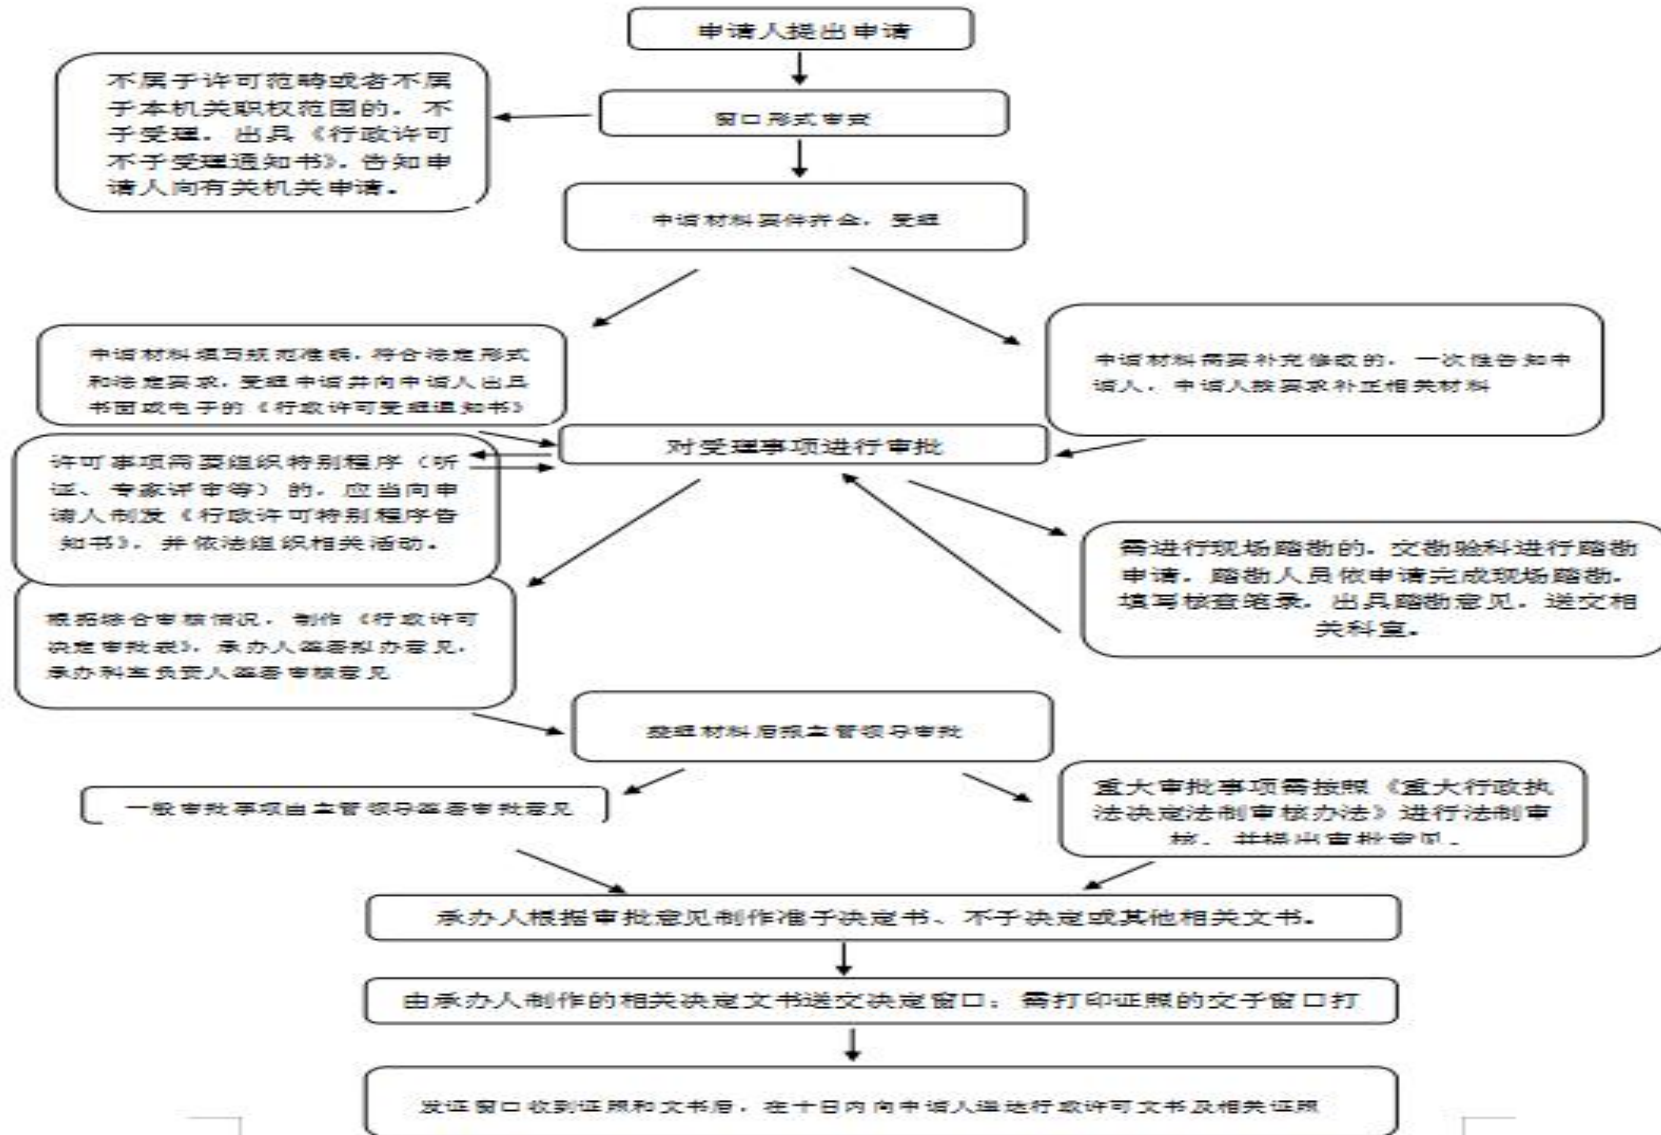 申请人提出申请
不属于许可范畴或者不属
于本机关职权范围的，不
予受理，出具《行政许可
不予受理通知书》，告知申
请人向有关机关申请。
窗口形式审查
申请材料要件齐全，受理
申请材料填写规范准确，符合法定形式
和法定要求，受理申请并向申请人出具
书面或电子的《行政许可受理通知书》
申请材料需要补充修改的，一次性告知申
请人，申请人按要求补正相关材料
对受理事项进行审批
许可事项需要组织特别程序（听
证、专家评审等）的，应当向申
请人制发《行政许可特别程序告
知书》，并依法组织相关活动。
需进行现场踏勘的，交勘验科进行踏勘
申请，踏勘人员依申请完成现场踏勘，
填写核查笔录，出具踏勘意见，送交相
关科室。
根据综合审核情况，制作《行政许可
决定审批表》，承办人签署拟办意见，
承办科室负责人签署审核意见
整理材料后报主管领导审批
一般审批事项由主管领导签署审批意见
重大审批事项需按照《重大行政执
法决定法制审核办法》进行法制审
核，并提出审批意见。
承办人根据审批意见制作准予决定书、不予决定或其他相关文书。
由承办人制作的相关决定文书送交决定窗口；需打印证照的交予窗口打
发证窗口收到证照和文书后，在十日内向申请人送达行政许可文书及相关证照